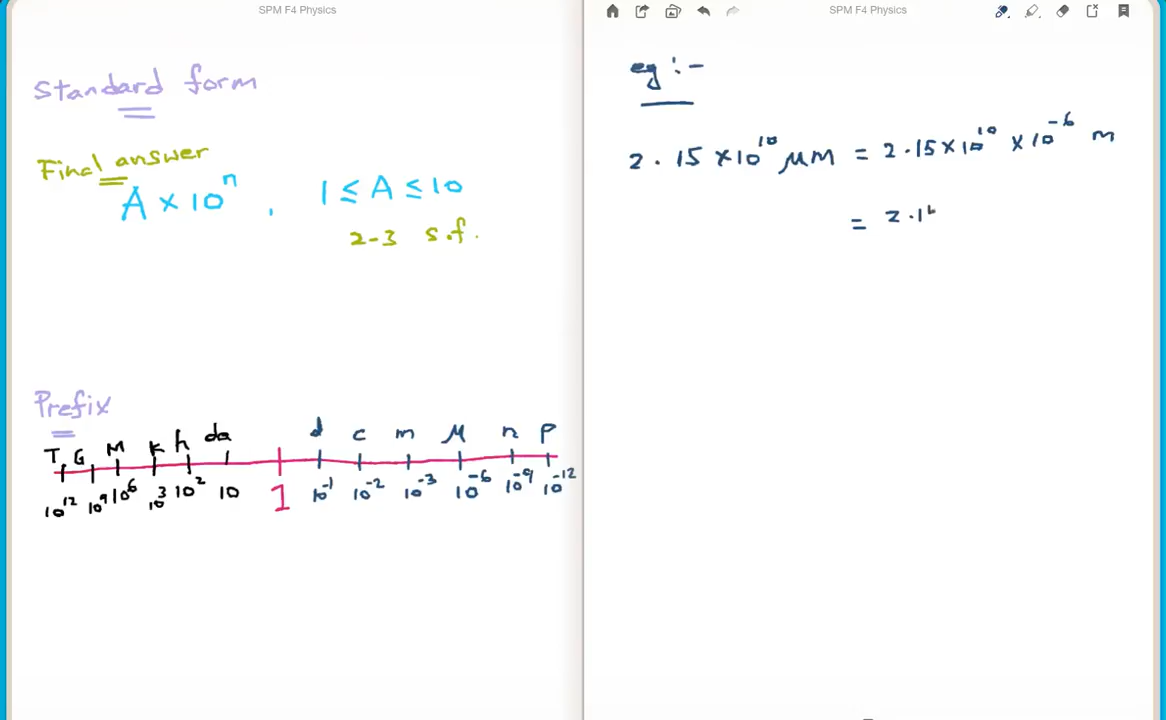 SPM F4 Physics
Standard form
Final answer
A × 10ⁿ , 1 ≤ A ≤ 10
2-3 s.f.
Prefix
T G M k h da d c m μ n p
10¹² 10⁹ 10⁶ 10³ 10² 10 1 10⁻¹ 10⁻² 10⁻³ 10⁻⁶ 10⁻⁹ 10⁻¹²
SPM F4 Physics
eg :-
2.15 × 10¹⁰ μm = 2.15 × 10¹⁰ × 10⁻⁶ m
= 2.1